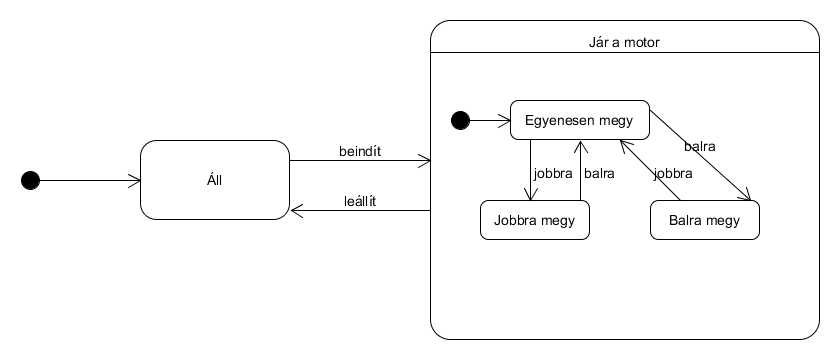 Jár a motor
Egyenesen megy
beindít
balra
jobbra
balra
jobbra
Áll
leállít
Jobbra megy
Balra megy